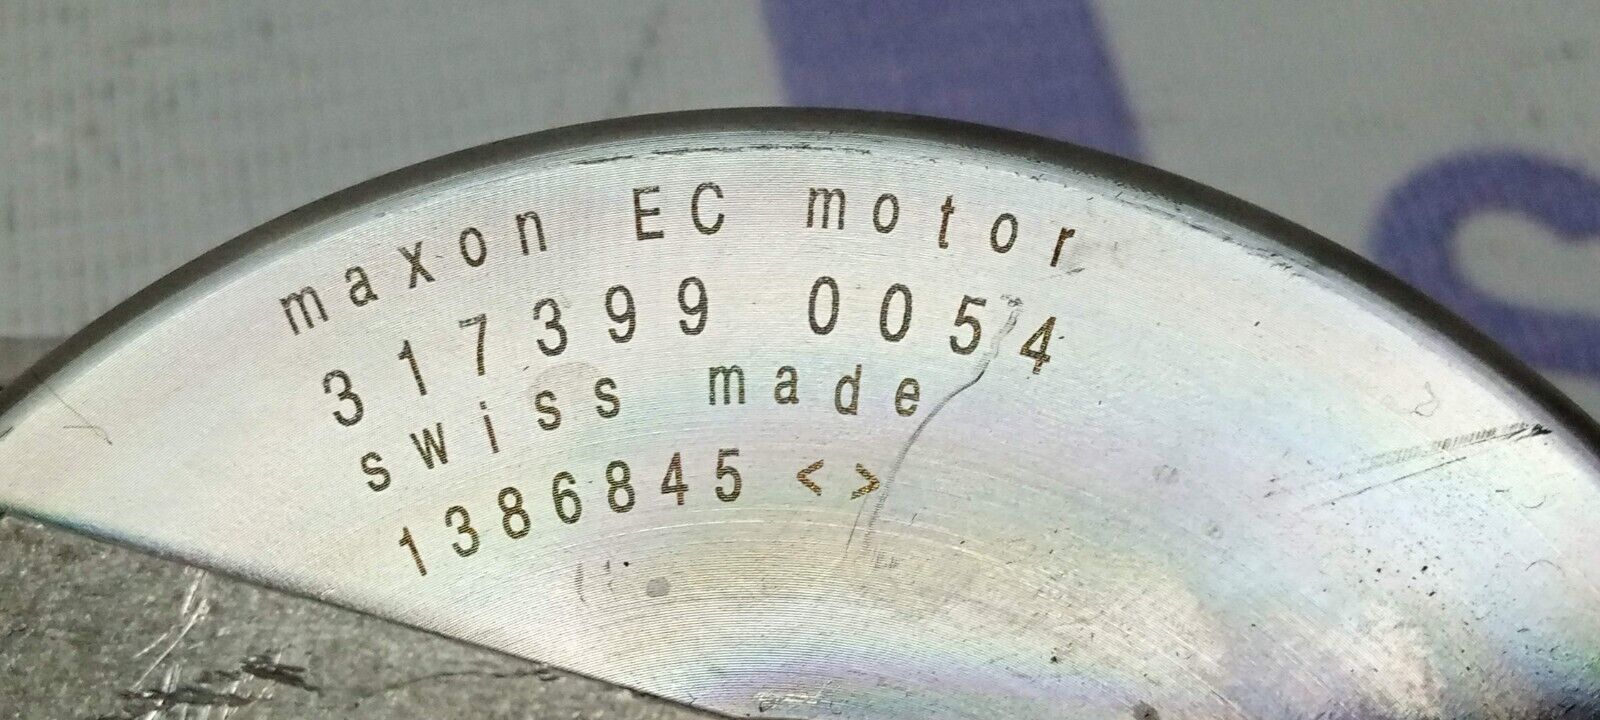 maxon EC motor
317399 0054
swiss made
1386845 <>